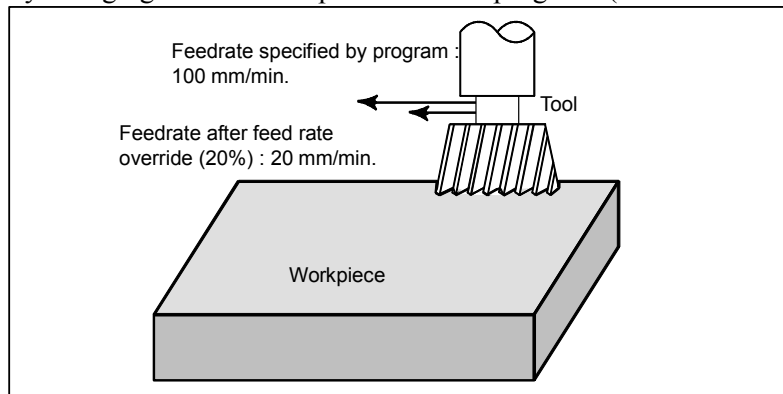 Feedrate specified by program :
100 mm/min.
Tool
Feedrate after feed rate
override (20%) : 20 mm/min.
Workpiece